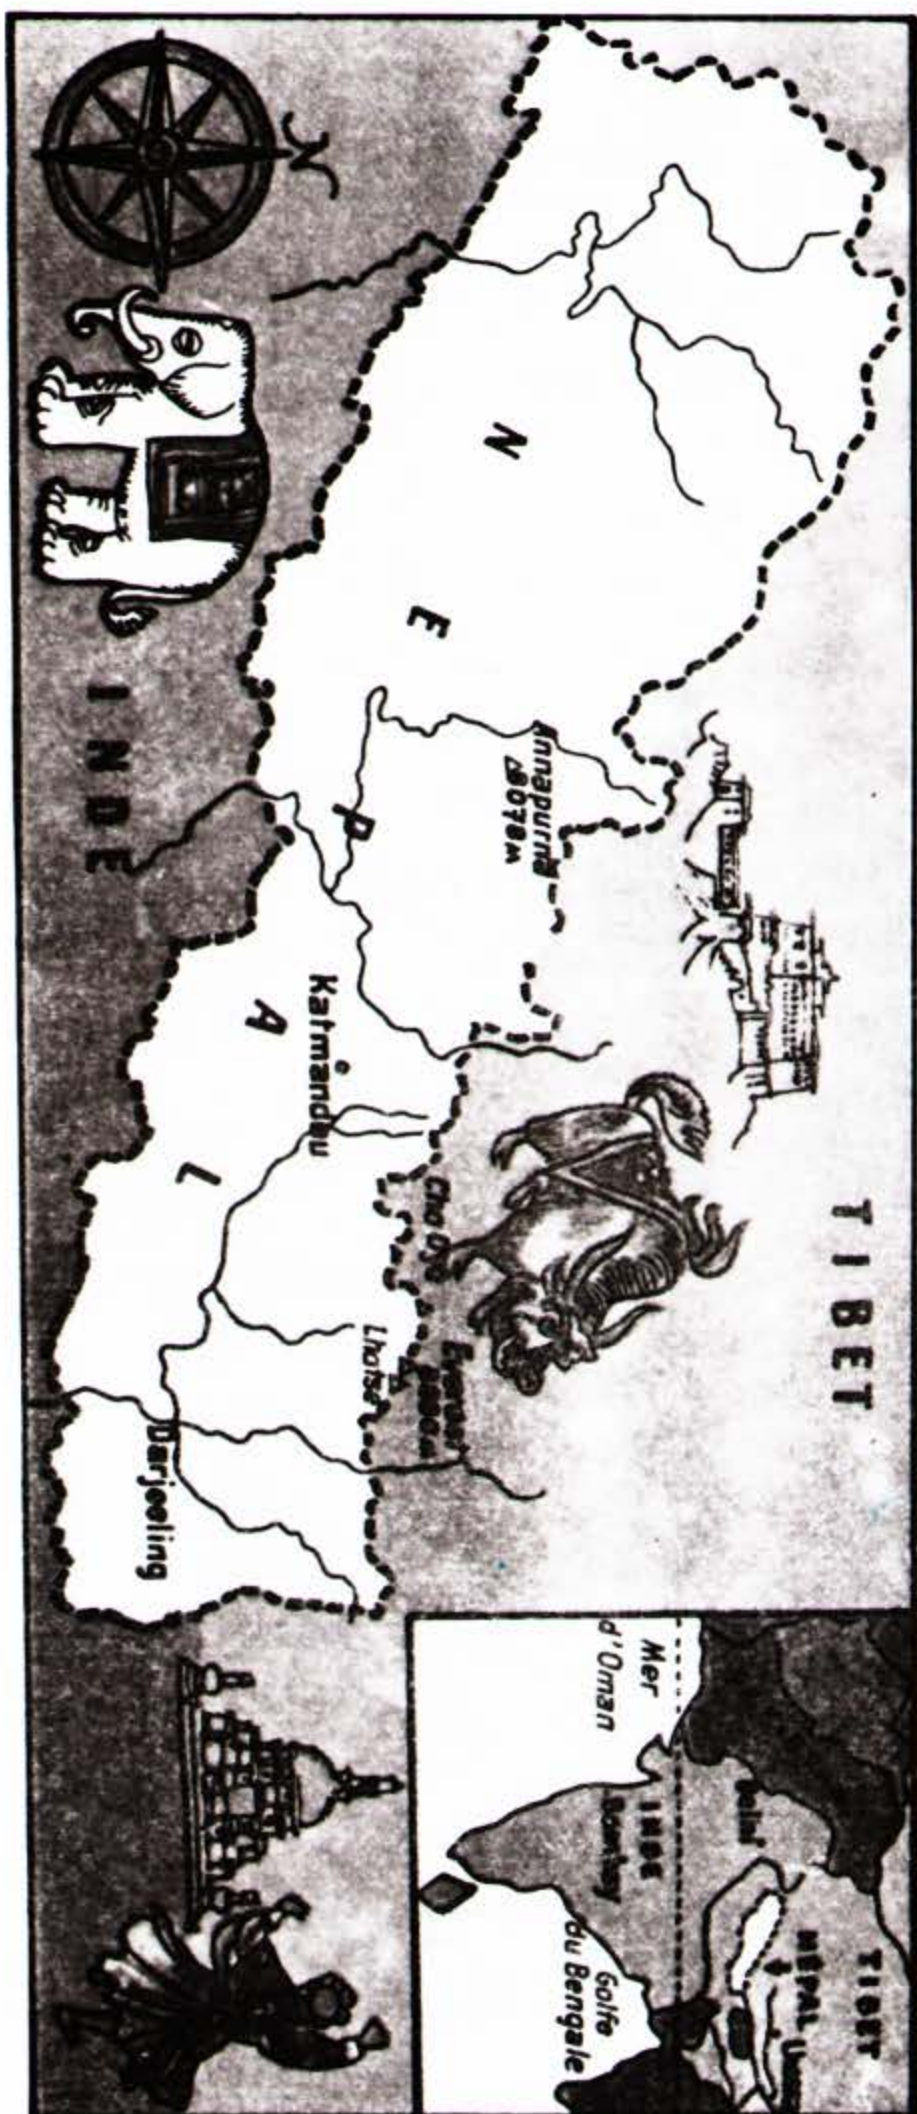 N
NEPAL
INDE
TIBET
Annapurna
8078m
Katmandou
Cho Oyu
Everest
Lhotse
Darjeeling
TIBET
NEPAL
INDE
Bombay
Mer
d'Oman
Golfe
du Bengale